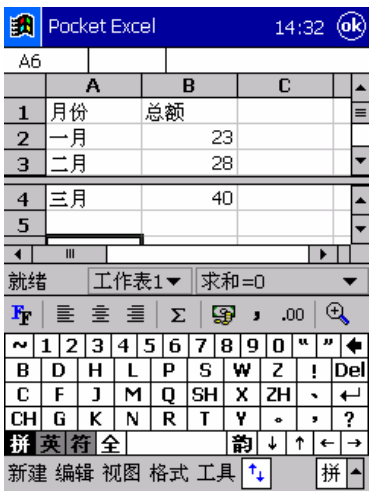 Pocket Excel 14:32 ok
A6
A B C
1 月份 总额
2 一月 23
3 二月 28
4 三月 40
5
就绪 工作表1 求和=0
FF Σ , .00
~ 1 2 3 4 5 6 7 8 9 0 “ ”
B D H L P S W Z ! Del
C F J M Q SH X ZH 、
CH G K N R T Y 。 , ?
拼 英 符 全 韵 ↓ ↑ ← →
新建 编辑 视图 格式 工具 拼